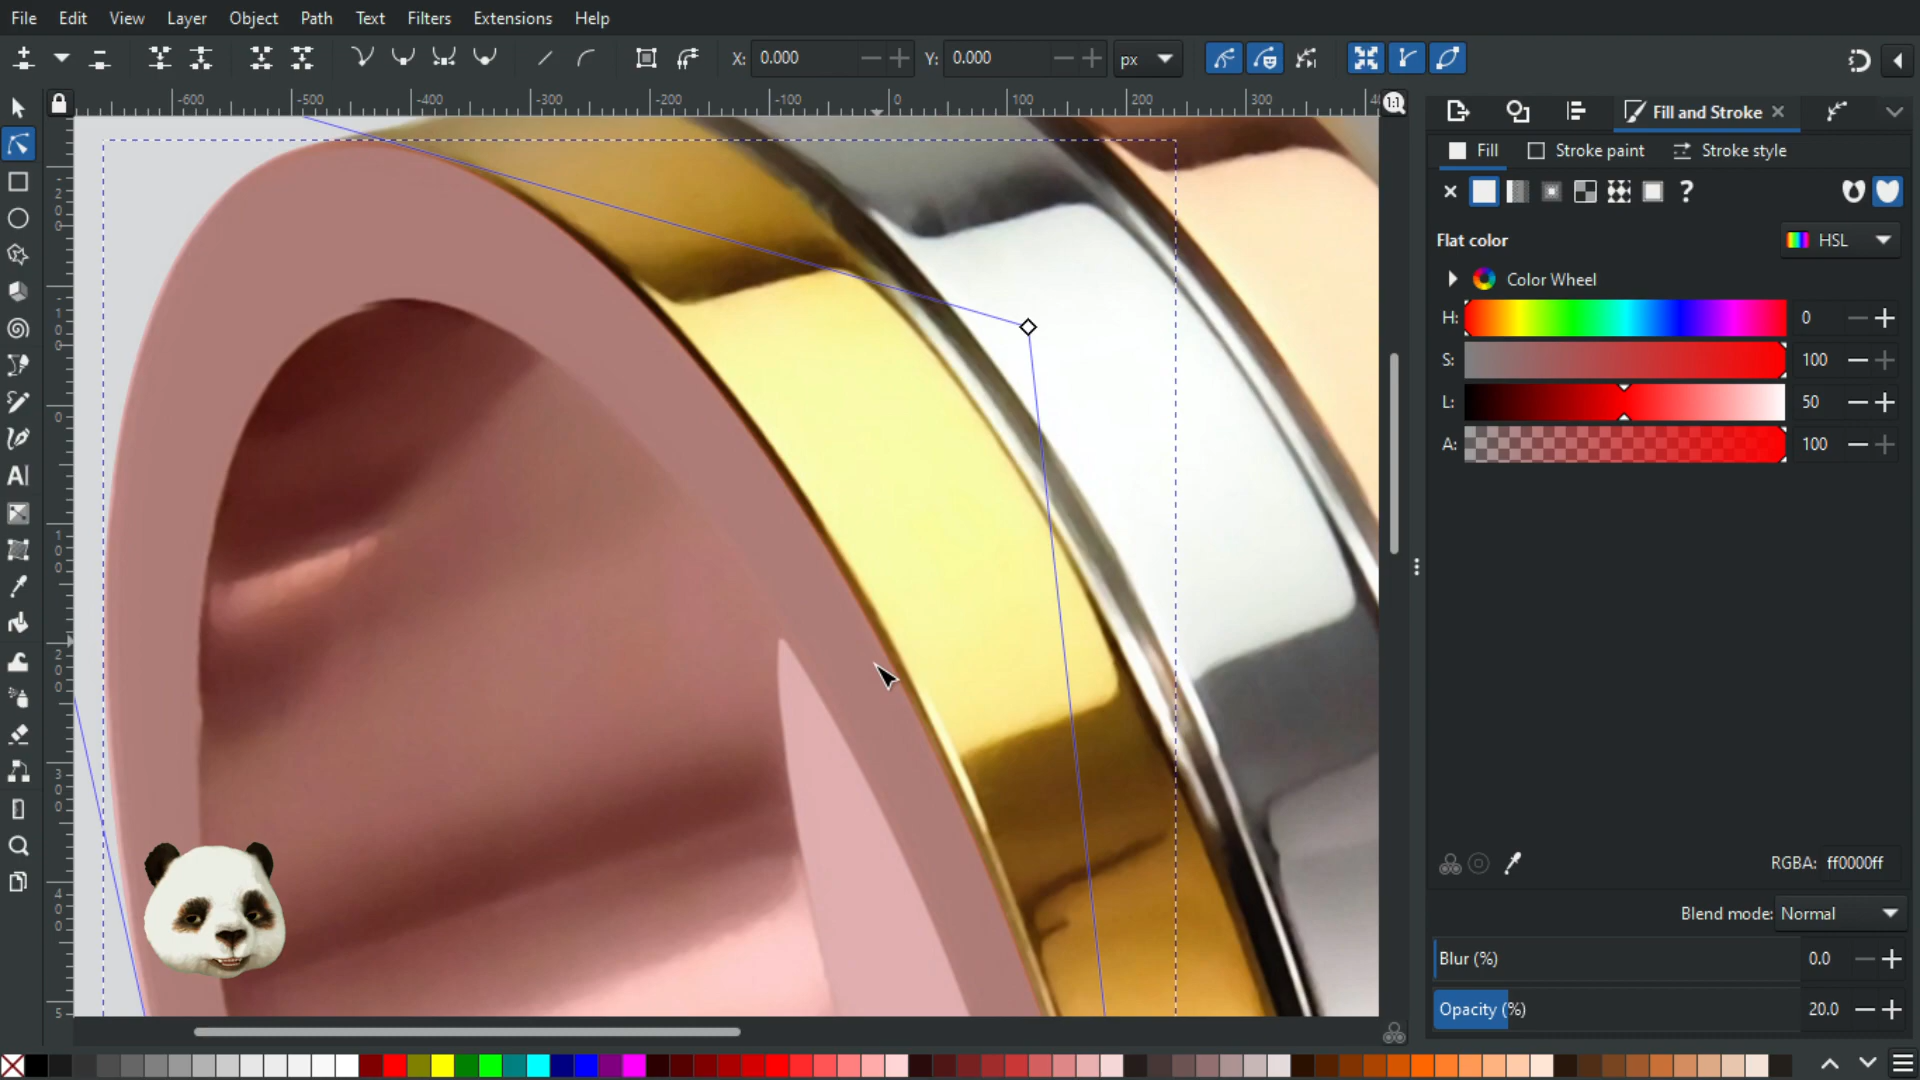 File Edit View Layer Object Path Text Filters Extensions Help
X: 0.000 Y: 0.000 px
-600 -500 -400 -300 -200 -100 0 100 200 300
1:1
Fill and Stroke
Fill Stroke paint Stroke style
Flat color HSL
Color Wheel
H: 0
S: 100
L: 50
A: 100
RGBA: ff0000ff
Blend mode: Normal
Blur (%) 0.0
Opacity (%) 20.0